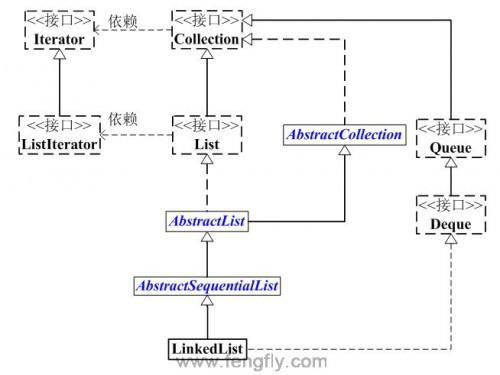 <<接口>>
Iterator
依赖
<<接口>>
Collection
<<接口>>
ListIterator
依赖
<<接口>>
List
AbstractCollection
<<接口>>
Queue
AbstractList
<<接口>>
Deque
AbstractSequentialList
LinkedList
www.fengfly.com